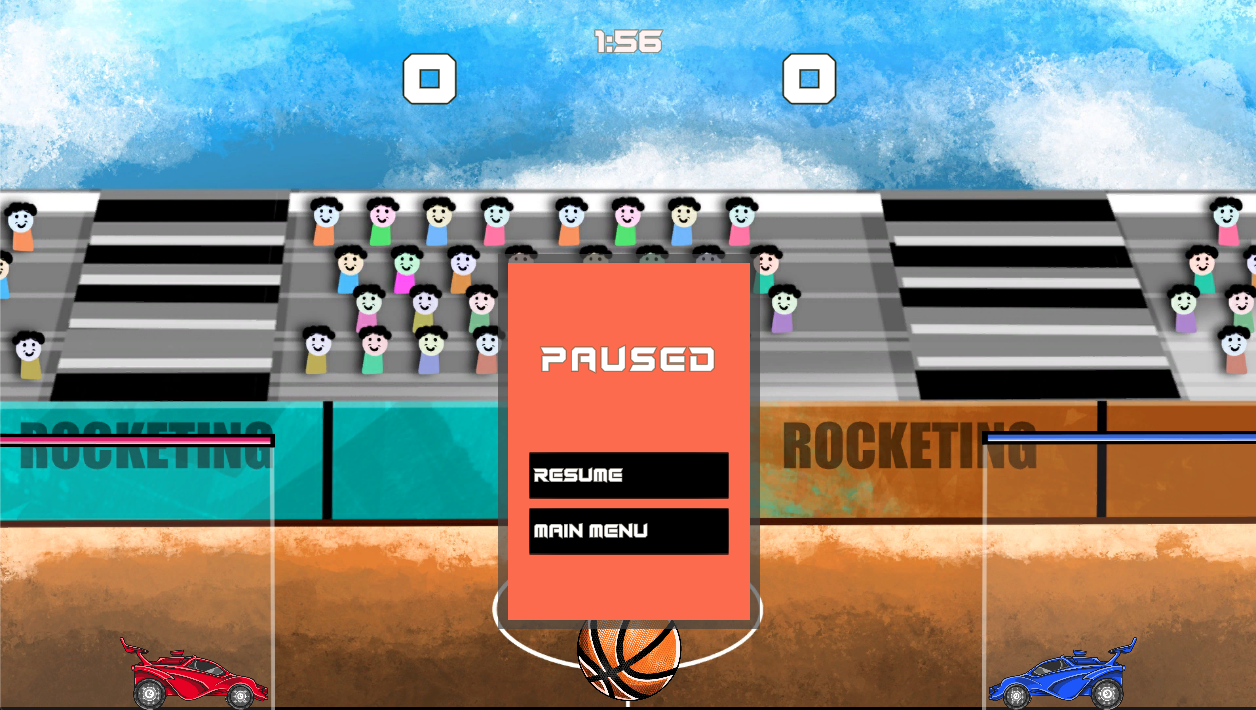 1:56
0 0
PAUSED
ROCKETING ROCKETING
RESUME
MAIN MENU